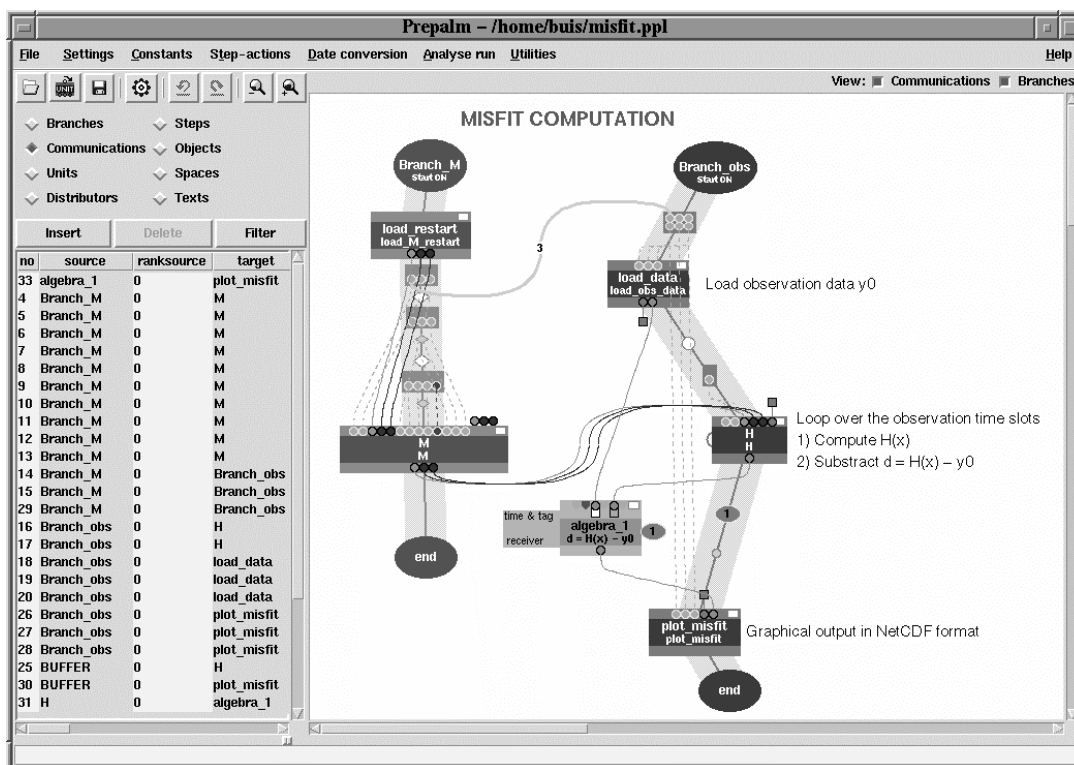 Prepalm – /home/buis/misfit.ppl
File Settings Constants Step-actions Date conversion Analyse run Utilities Help
View: Communications Branches
UNIT
Branches Steps
Communications Objects
Units Spaces
Distributors Texts
Insert Delete Filter
no source ranksource target
33 algebra_1 0 plot_misfit
4 Branch_M 0 M
5 Branch_M 0 M
6 Branch_M 0 M
7 Branch_M 0 M
8 Branch_M 0 M
9 Branch_M 0 M
10 Branch_M 0 M
11 Branch_M 0 M
12 Branch_M 0 M
13 Branch_M 0 M
14 Branch_M 0 Branch_obs
15 Branch_M 0 Branch_obs
29 Branch_M 0 Branch_obs
16 Branch_obs 0 H
17 Branch_obs 0 H
18 Branch_obs 0 load_data
19 Branch_obs 0 load_data
20 Branch_obs 0 load_data
26 Branch_obs 0 plot_misfit
27 Branch_obs 0 plot_misfit
28 Branch_obs 0 plot_misfit
25 BUFFER 0 H
30 BUFFER 0 plot_misfit
31 H 0 algebra_1
MISFIT COMPUTATION
Branch_M
Start ON
Branch_obs
Start ON
load_restart
load_M_restart
3
load_data
load_obs_data
Load observation data y0
M
M
H
H
Loop over the observation time slots
1) Compute H(x)
2) Substract d = H(x) – y0
time & tag
receiver
algebra_1
d = H(x) – y0
1
1
end
plot_misfit
plot_misfit
Graphical output in NetCDF format
end